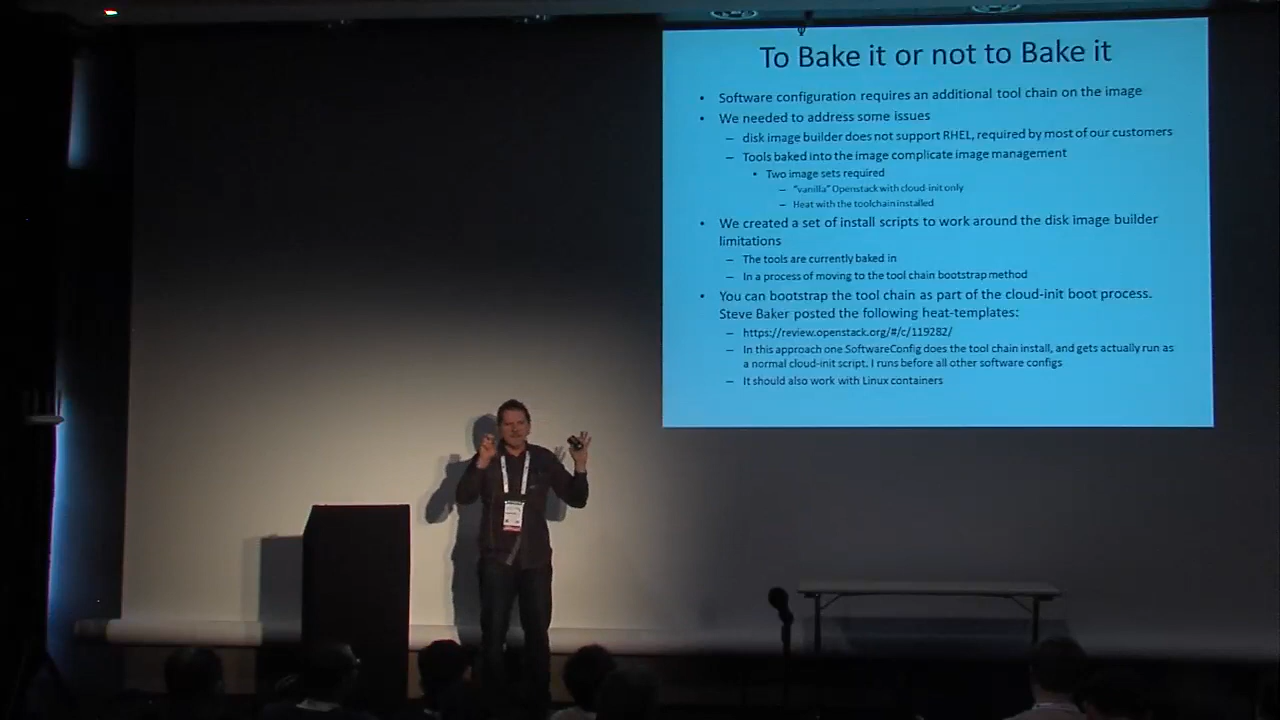 To Bake it or not to Bake it
• Software configuration requires an additional tool chain on the image
• We needed to address some issues
– disk image builder does not support RHEL, required by most of our customers
– Tools baked into the image complicate image management
• Two image sets required
– "vanilla" Openstack with cloud-init only
– Heat with the toolchain installed
• We created a set of install scripts to work around the disk image builder
limitations
– The tools are currently baked in
– In a process of moving to the tool chain bootstrap method
• You can bootstrap the tool chain as part of the cloud-init boot process.
Steve Baker posted the following heat-templates:
– https://review.openstack.org/#/c/119282/
– In this approach one SoftwareConfig does the tool chain install, and gets actually run as
a normal cloud-init script. I runs before all other software configs
– It should also work with Linux containers